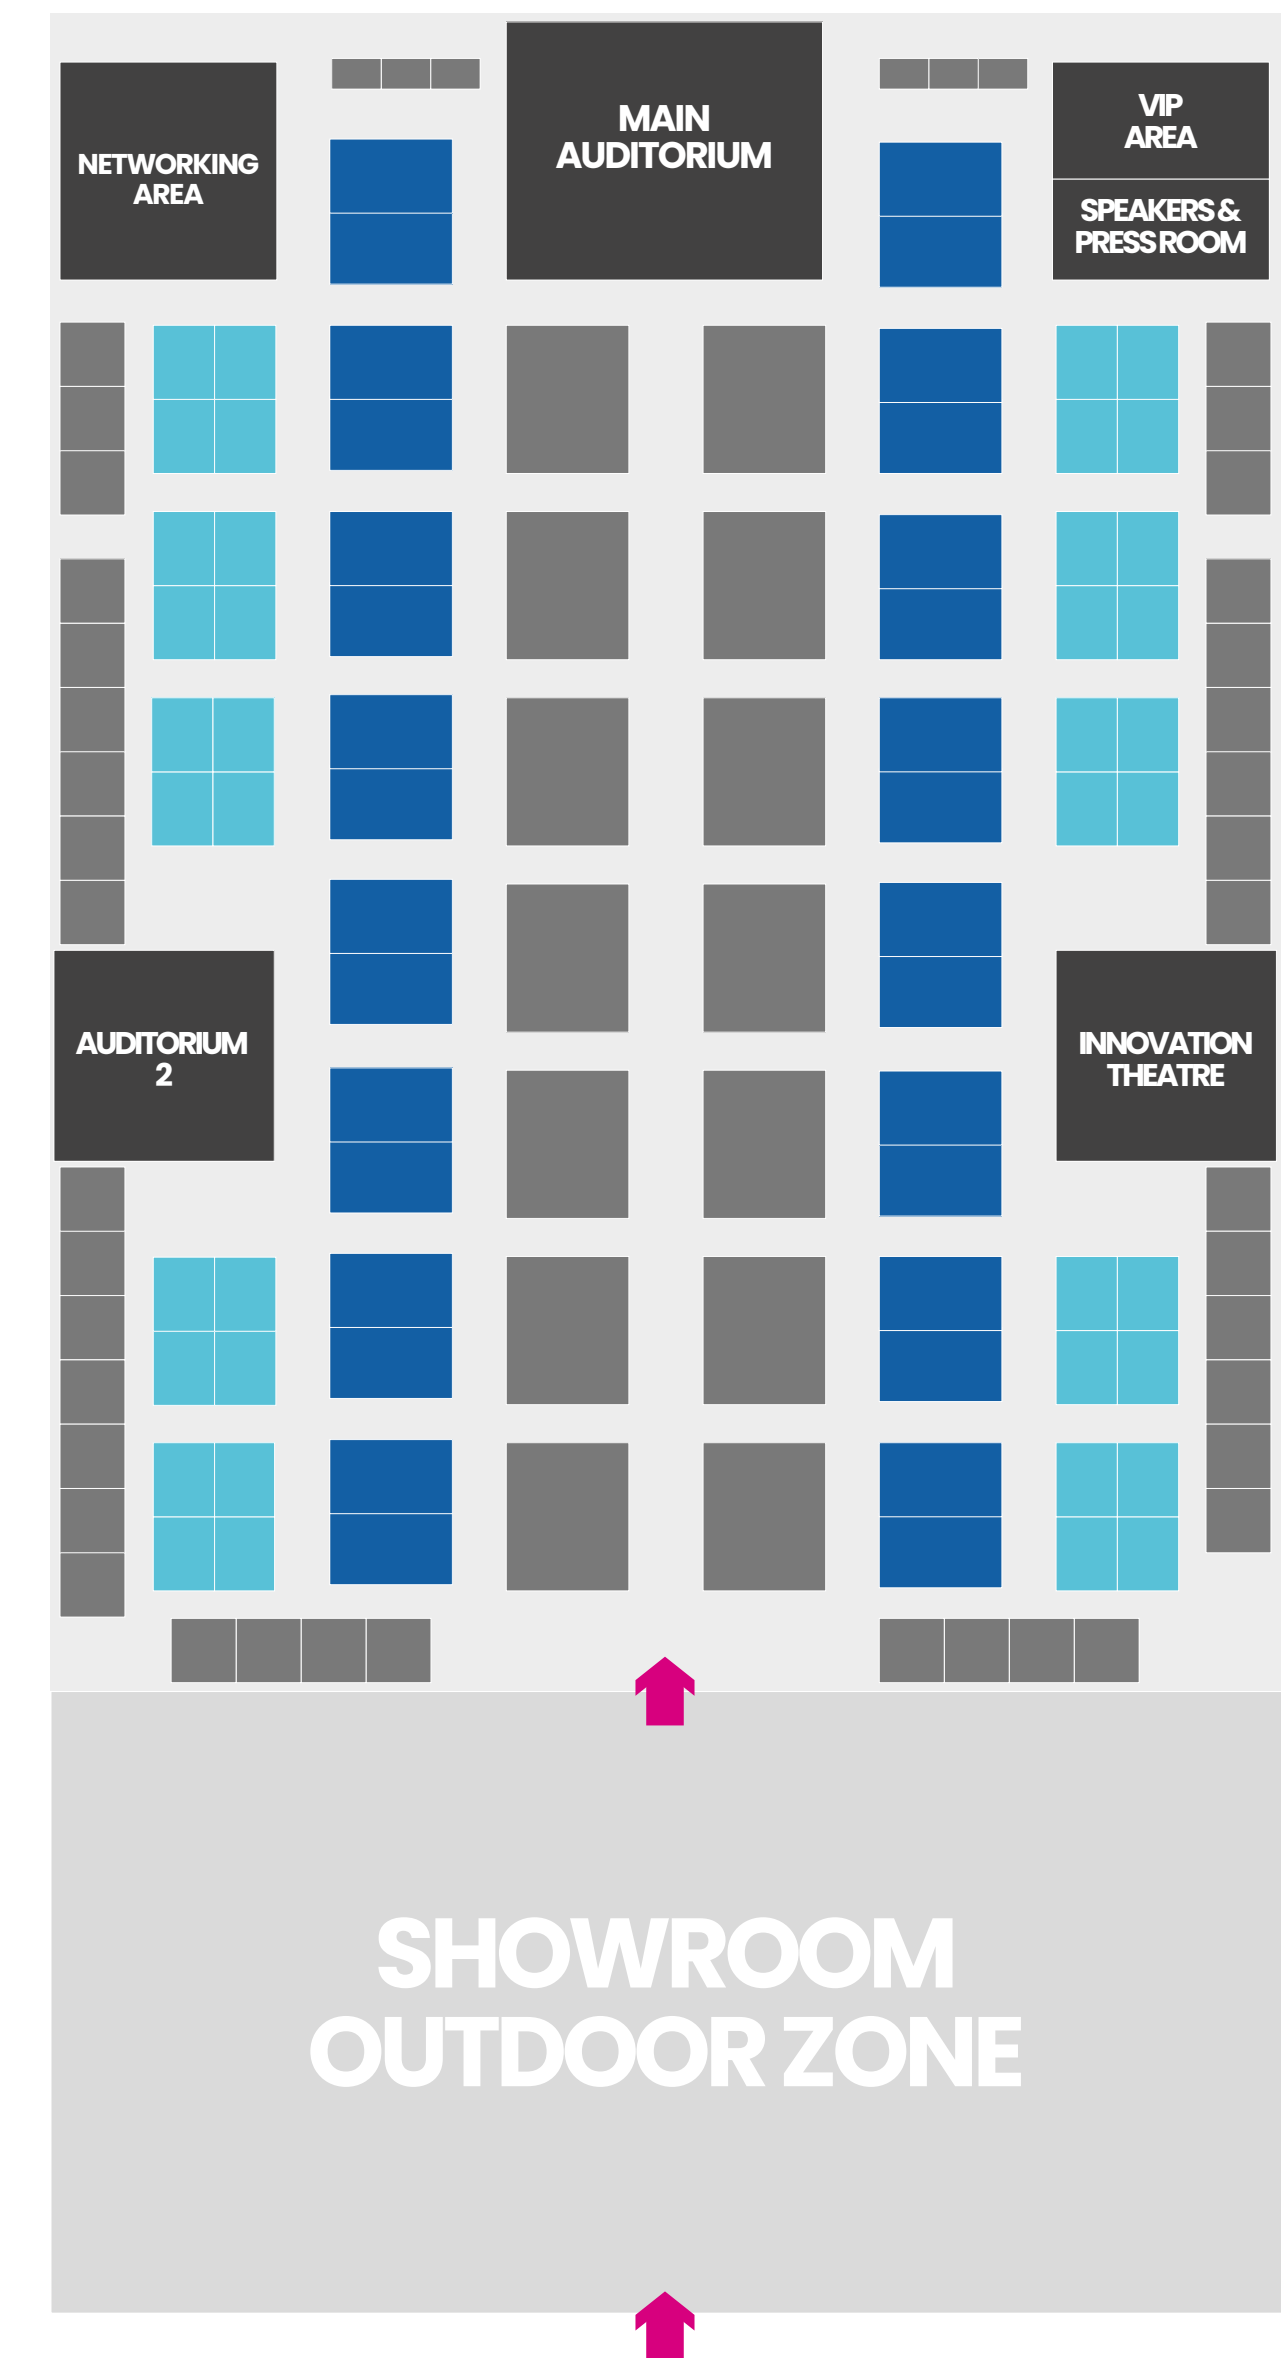 NETWORKING
AREA
MAIN
AUDITORIUM
VIP
AREA
SPEAKERS &
PRESS ROOM
AUDITORIUM
2
INNOVATION
THEATRE
SHOWROOM
OUTDOOR ZONE